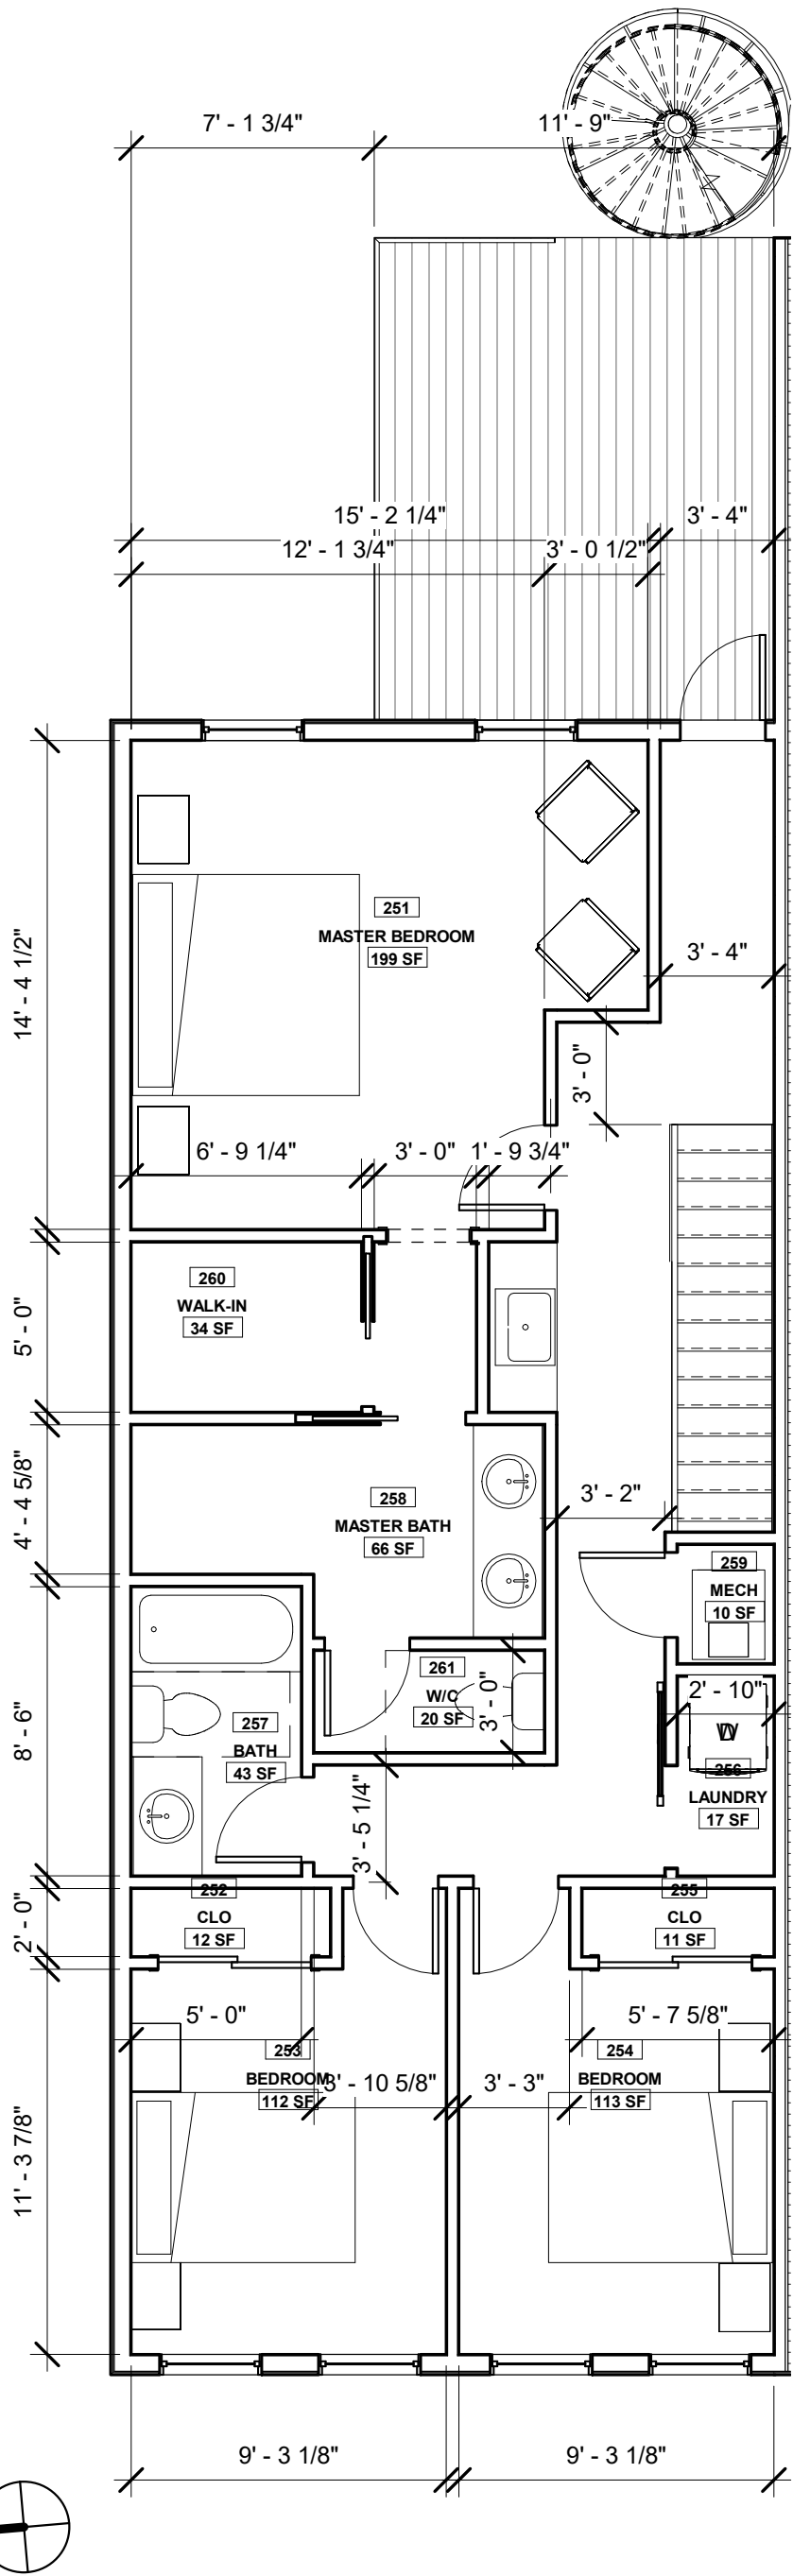 7' - 1 3/4"
11' - 9"
15' - 2 1/4"
3' - 4"
12' - 1 3/4"
3' - 0 1/2"
251
MASTER BEDROOM
199 SF
14' - 4 1/2"
3' - 4"
3' - 0"
6' - 9 1/4"
3' - 0"
1' - 9 3/4"
260
WALK-IN
34 SF
5' - 0"
4' - 4 5/8"
258
MASTER BATH
66 SF
3' - 2"
259
MECH
10 SF
261
W/C
20 SF
3' - 0"
2' - 10"
8' - 6"
257
BATH
43 SF
W
D
256
LAUNDRY
17 SF
3' - 5 1/4"
252
CLO
12 SF
255
CLO
11 SF
2' - 0"
5' - 0"
5' - 7 5/8"
253
BEDROOM
112 SF
3' - 10 5/8"
3' - 3"
254
BEDROOM
113 SF
11' - 3 7/8"
9' - 3 1/8"
9' - 3 1/8"